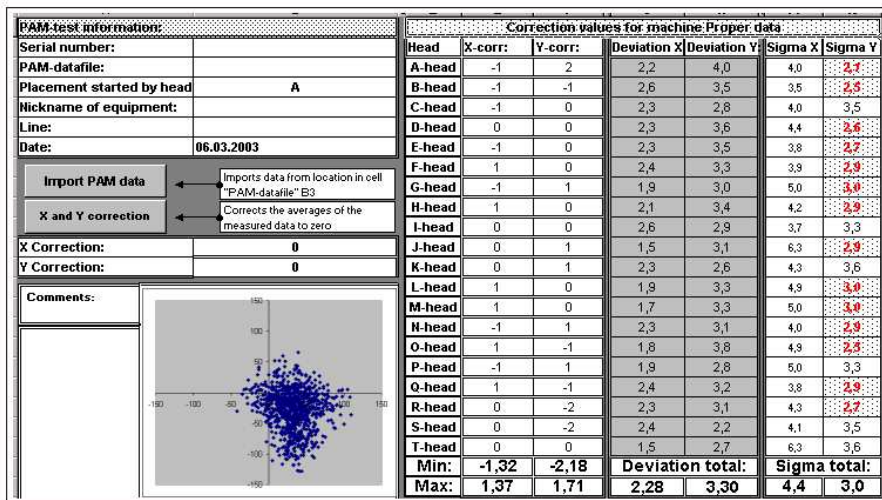 PAM-test information:
Serial number:
PAM-datafile:
Placement started by head A
Nickname of equipment:
Line:
Date: 06.03.2003
Import PAM data
Imports data from location in cell
"PAM-datafile" B3
X and Y correction
Corrects the averages of the
measured data to zero
X Correction: 0
Y Correction: 0
Comments:
150
100
50
0
-150 -100 -50 0 50 100 150
-50
-100
-150
Correction values for machine Proper data
Head X-corr: Y-corr: Deviation X Deviation Y: Sigma X Sigma Y
A-head -1 2 2,2 4,0 4,0
B-head -1 -1 2,6 3,5 3,5 2,5
C-head -1 0 2,3 2,8 4,0 3,5
D-head 0 0 2,3 3,6 4,4 2,6
E-head -1 0 2,3 3,5 3,8 2,7
F-head 1 0 2,4 3,3 3,9 2,9
G-head -1 1 1,9 3,0 5,0 3,0
H-head 1 0 2,1 3,4 4,2 2,9
I-head 0 0 2,6 2,9 3,7 3,3
J-head 0 1 1,5 3,1 6,3 2,9
K-head 0 1 2,3 2,6 4,3 3,6
L-head 1 0 1,9 3,3 4,9 3,0
M-head 1 0 1,7 3,3 5,0 3,0
N-head -1 1 2,3 3,1 4,0 2,9
O-head 1 -1 1,8 3,8 4,9 2,5
P-head -1 1 1,9 2,8 5,0 3,3
Q-head 1 -1 2,4 3,2 3,8 2,9
R-head 0 -2 2,3 3,1 4,3 2,7
S-head 0 -2 2,4 2,2 4,1 3,5
T-head 0 0 1,5 2,7 6,3 3,6
Min: -1,32 -2,18 Deviation total: Sigma total:
Max: 1,37 1,71 2,28 3,30 4,4 3,0